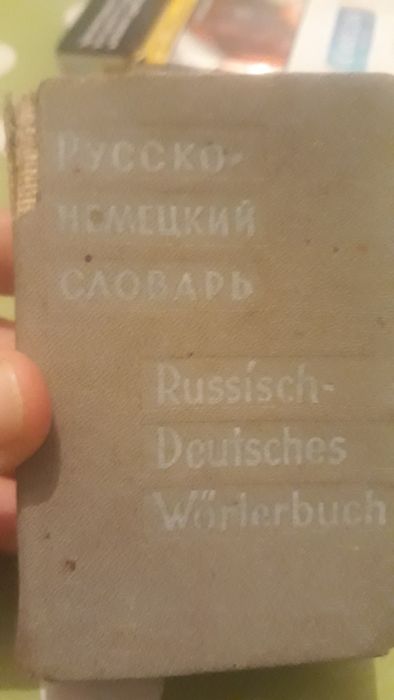 Русско-
немецкий
словарь
Russisch-
Deutsches
Wörterbuch